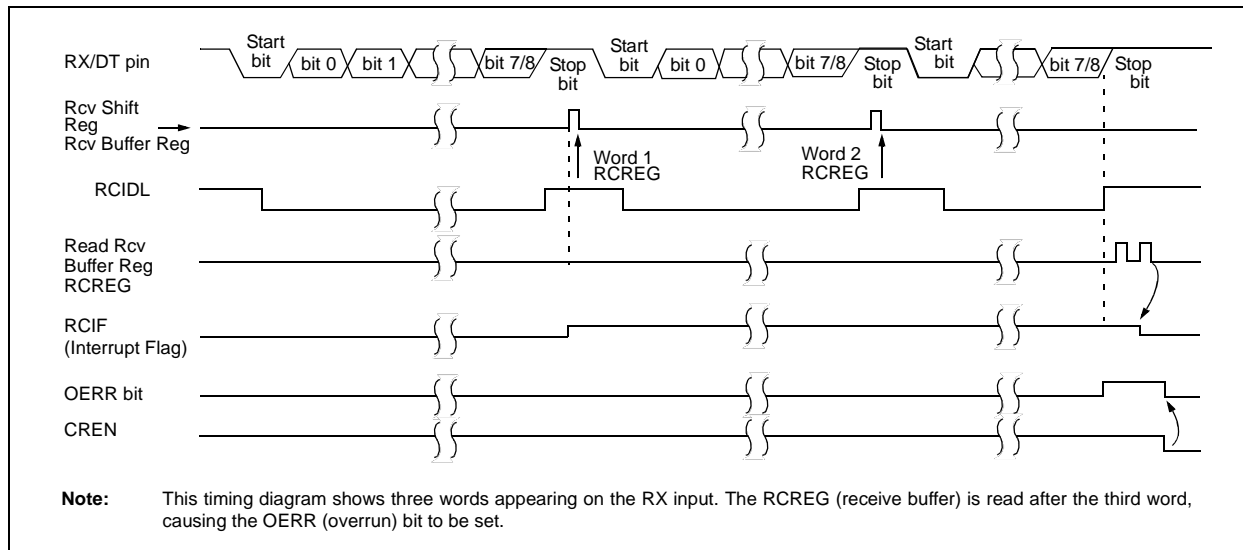 Start
bit
bit 0
bit 1
bit 7/8
Stop
bit
Start
bit
bit 0
bit 7/8
Stop
bit
Start
bit
bit 7/8
Stop
bit
RX/DT pin
Rcv Shift
Reg
Rcv Buffer Reg
Word 1
RCREG
Word 2
RCREG
RCIDL
Read Rcv
Buffer Reg
RCREG
RCIF
(Interrupt Flag)
OERR bit
CREN
Note: This timing diagram shows three words appearing on the RX input. The RCREG (receive buffer) is read after the third word,
causing the OERR (overrun) bit to be set.